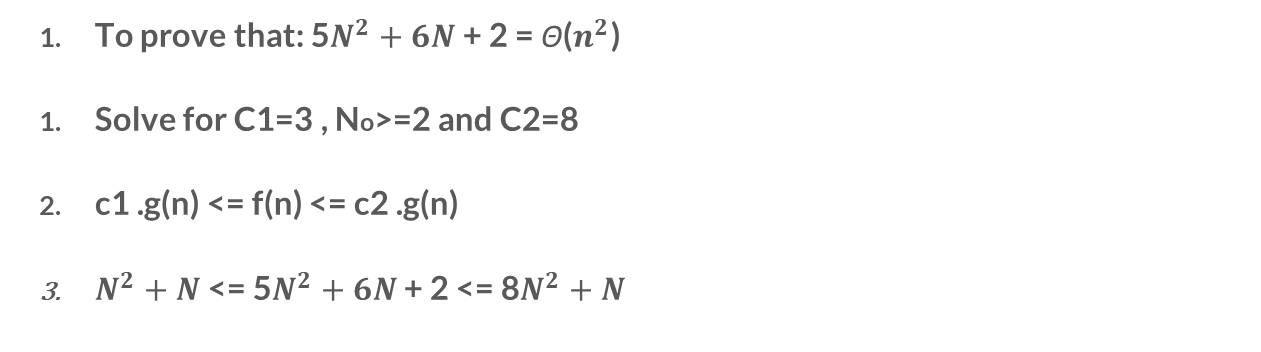 1. To prove that: 5N² + 6N + 2 = Θ(n²)
1. Solve for C1=3 , No>=2 and C2=8
2. c1 .g(n) <= f(n) <= c2 .g(n)
3. N² + N <= 5N² + 6N + 2 <= 8N² + N